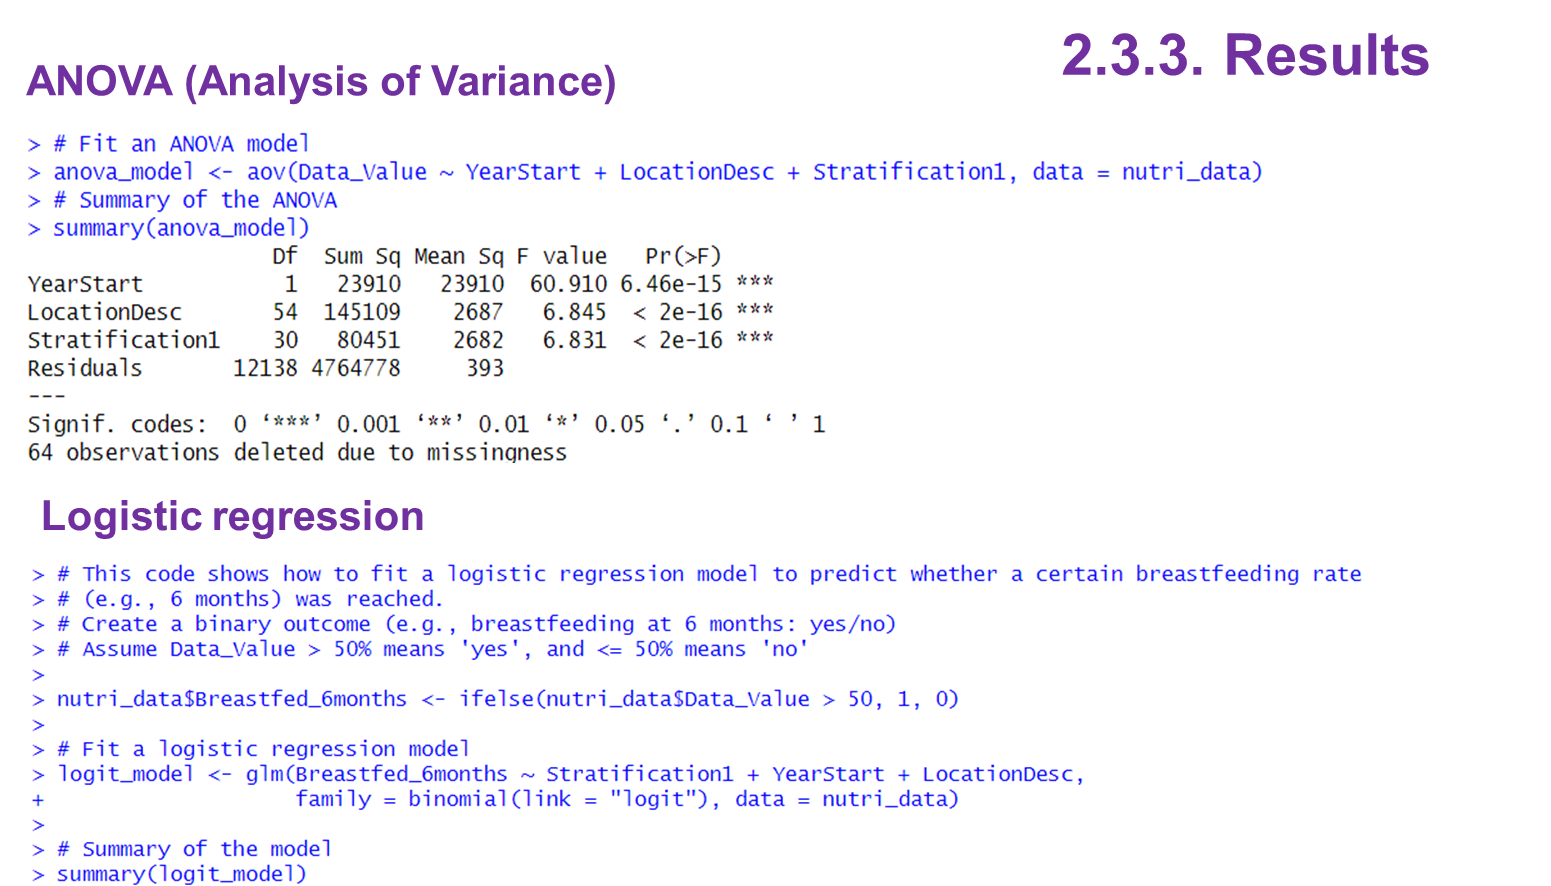 2.3.3. Results
ANOVA (Analysis of Variance)
> # Fit an ANOVA model
> anova_model <- aov(Data_Value ~ YearStart + LocationDesc + Stratification1, data = nutri_data)
> # Summary of the ANOVA
> summary(anova_model)
                   Df  Sum Sq Mean Sq F value   Pr(>F)
YearStart           1   23910   23910  60.910 6.46e-15 ***
LocationDesc       54  145109    2687   6.845  < 2e-16 ***
Stratification1    30   80451    2682   6.831  < 2e-16 ***
Residuals       12138 4764778     393
---
Signif. codes:  0 ‘***’ 0.001 ‘**’ 0.01 ‘*’ 0.05 ‘.’ 0.1 ‘ ’ 1
64 observations deleted due to missingness
Logistic regression
> # This code shows how to fit a logistic regression model to predict whether a certain breastfeeding rate
> # (e.g., 6 months) was reached.
> # Create a binary outcome (e.g., breastfeeding at 6 months: yes/no)
> # Assume Data_Value > 50% means 'yes', and <= 50% means 'no'
>
> nutri_data$Breastfed_6months <- ifelse(nutri_data$Data_Value > 50, 1, 0)
>
> # Fit a logistic regression model
> logit_model <- glm(Breastfed_6months ~ Stratification1 + YearStart + LocationDesc,
+                    family = binomial(link = "logit"), data = nutri_data)
>
> # Summary of the model
> summary(logit_model)